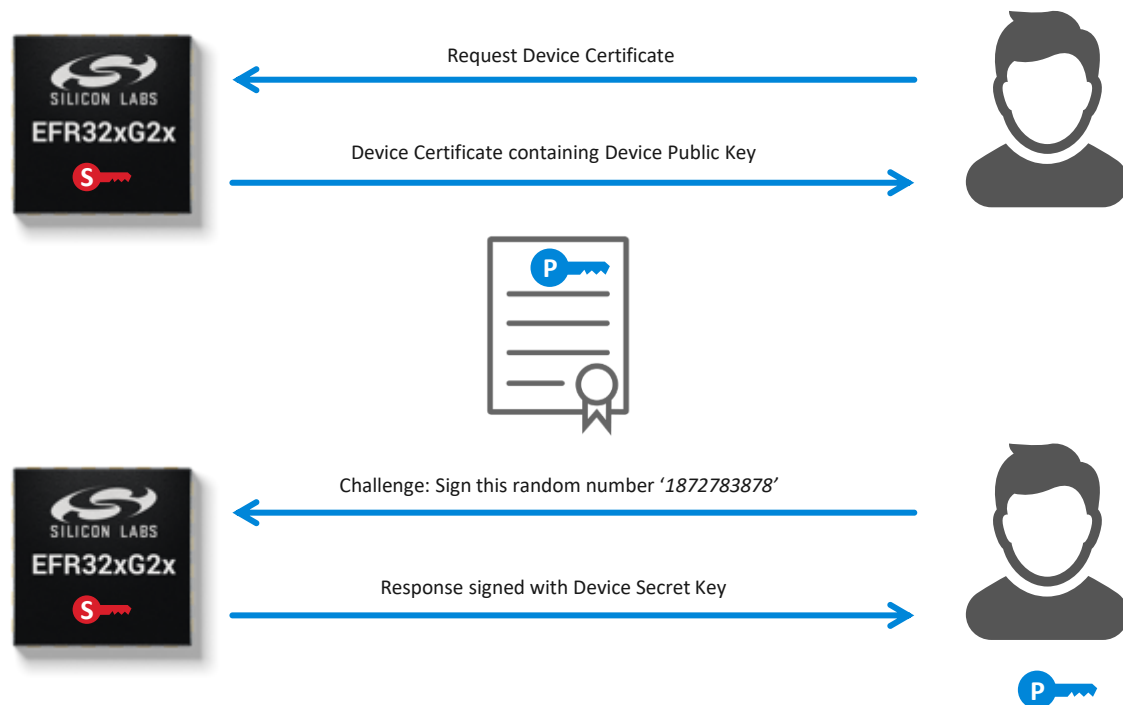 Request Device Certificate
SILICON LABS
EFR32xG2x
S
Device Certificate containing Device Public Key
P
Challenge: Sign this random number ‘1872783878’
SILICON LABS
EFR32xG2x
S
Response signed with Device Secret Key
P